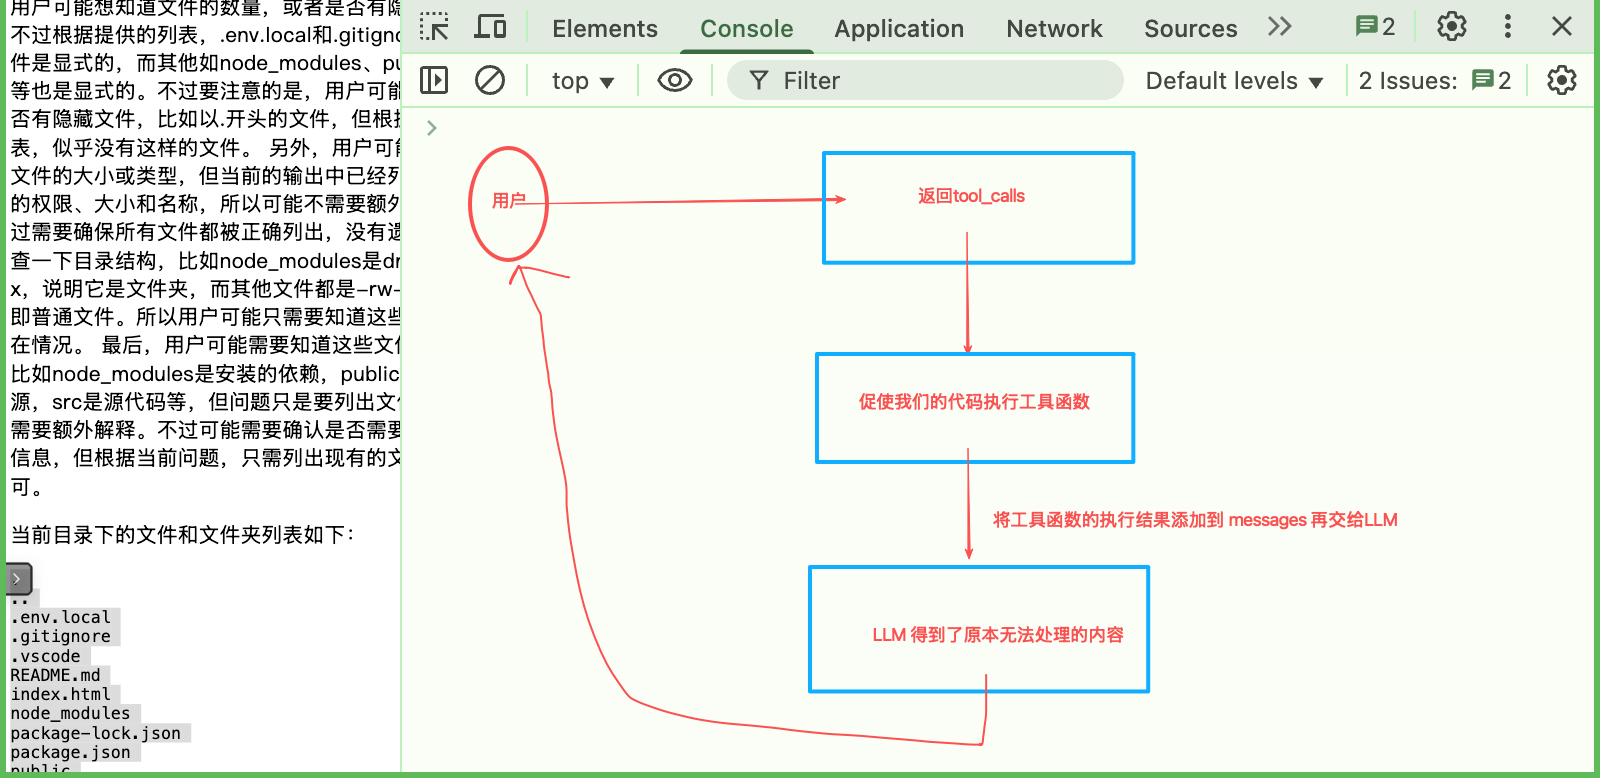 用户可能想知道文件的数量，或者是否有隐
不过根据提供的列表，.env.local和.gitigno
件是显式的，而其他如node_modules、pu
等也是显式的。不过要注意的是，用户可能
否有隐藏文件，比如以.开头的文件，但根据
表，似乎没有这样的文件。 另外，用户可能
文件的大小或类型，但当前的输出中已经列
的权限、大小和名称，所以可能不需要额外
过需要确保所有文件都被正确列出，没有遗
查一下目录结构，比如node_modules是dr
x，说明它是文件夹，而其他文件都是-rw-
即普通文件。所以用户可能只需要知道这些
在情况。 最后，用户可能需要知道这些文件
比如node_modules是安装的依赖，public
源，src是源代码等，但问题只是要列出文件
需要额外解释。不过可能需要确认是否需要
信息，但根据当前问题，只需列出现有的文
可。
当前目录下的文件和文件夹列表如下：
..
.env.local
.gitignore
.vscode
README.md
index.html
node_modules
package-lock.json
package.json
public
Elements Console Application Network Sources 2
top Filter Default levels 2 Issues: 2
用户
返回tool_calls
促使我们的代码执行工具函数
将工具函数的执行结果添加到 messages 再交给LLM
LLM 得到了原本无法处理的内容